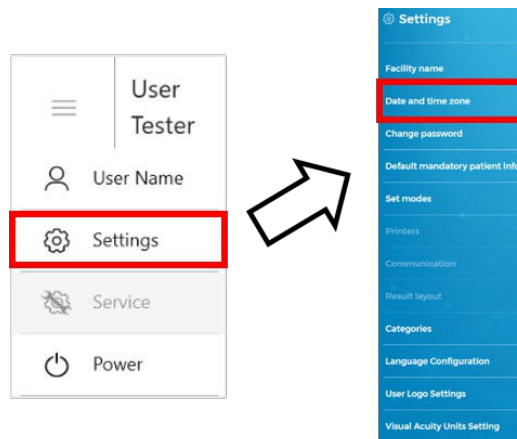 User
Tester
User Name
Settings
Service
Power
Settings
Facility name
Date and time zone
Change password
Default mandatory patient info
Set modes
Printers
Communication
Result layout
Categories
Language Configuration
User Logo Settings
Visual Acuity Units Setting